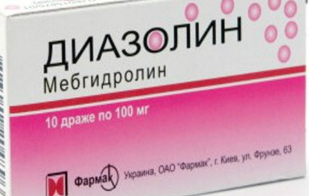 ДИАЗОЛИН
Мебгидролин
10 драже по 100 мг
Фармак
Украина, ОАО "Фармак", г. Киев, ул. Фрунзе, 63